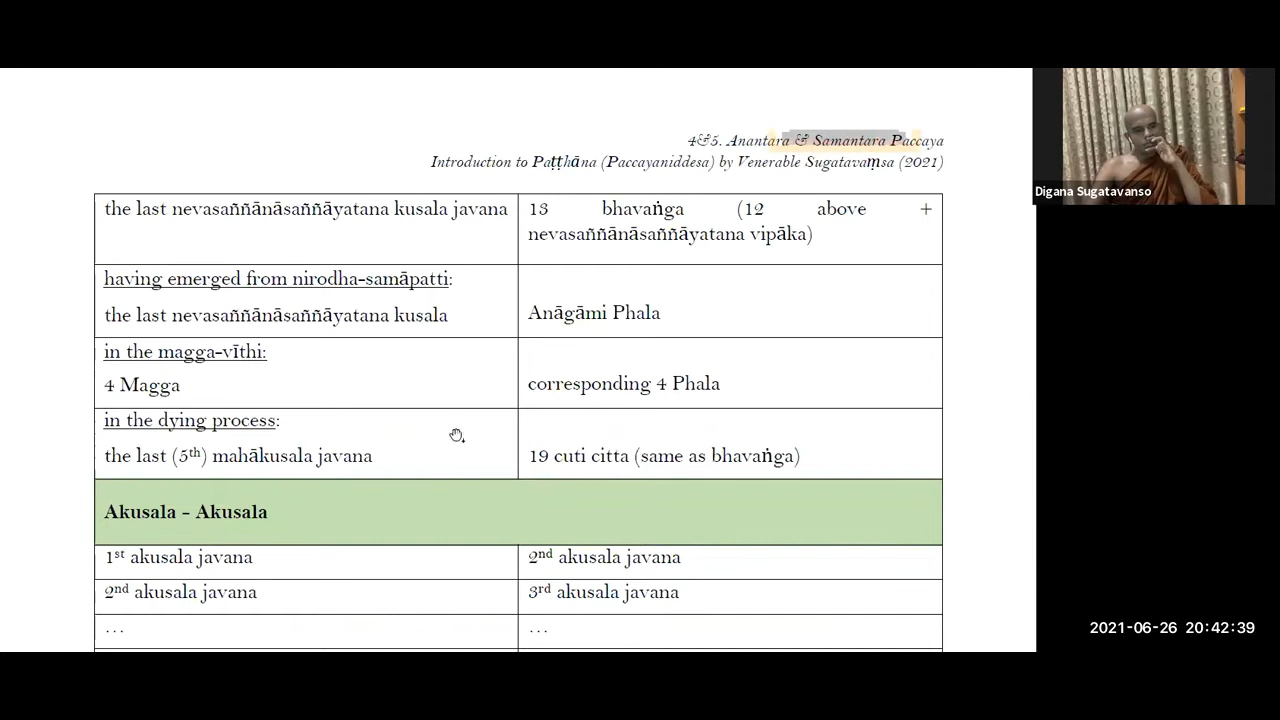 4&5. Anantara & Samantara Paccaya
Introduction to Paṭṭhāna (Paccayaniddesa) by Venerable Sugatavaṃsa (2021)
the last nevasaññānāsaññāyatana kusala javana
13 bhavaṅga (12 above +
nevasaññānāsaññāyatana vipāka)
having emerged from nirodha-samāpatti:
the last nevasaññānāsaññāyatana kusala
Anāgāmi Phala
in the magga-vīthi:
4 Magga
corresponding 4 Phala
in the dying process:
the last (5th) mahākusala javana
19 cuti citta (same as bhavaṅga)
Akusala - Akusala
1st akusala javana
2nd akusala javana
2nd akusala javana
3rd akusala javana
...
...
Digana Sugatavanso
2021-06-26 20:42:39